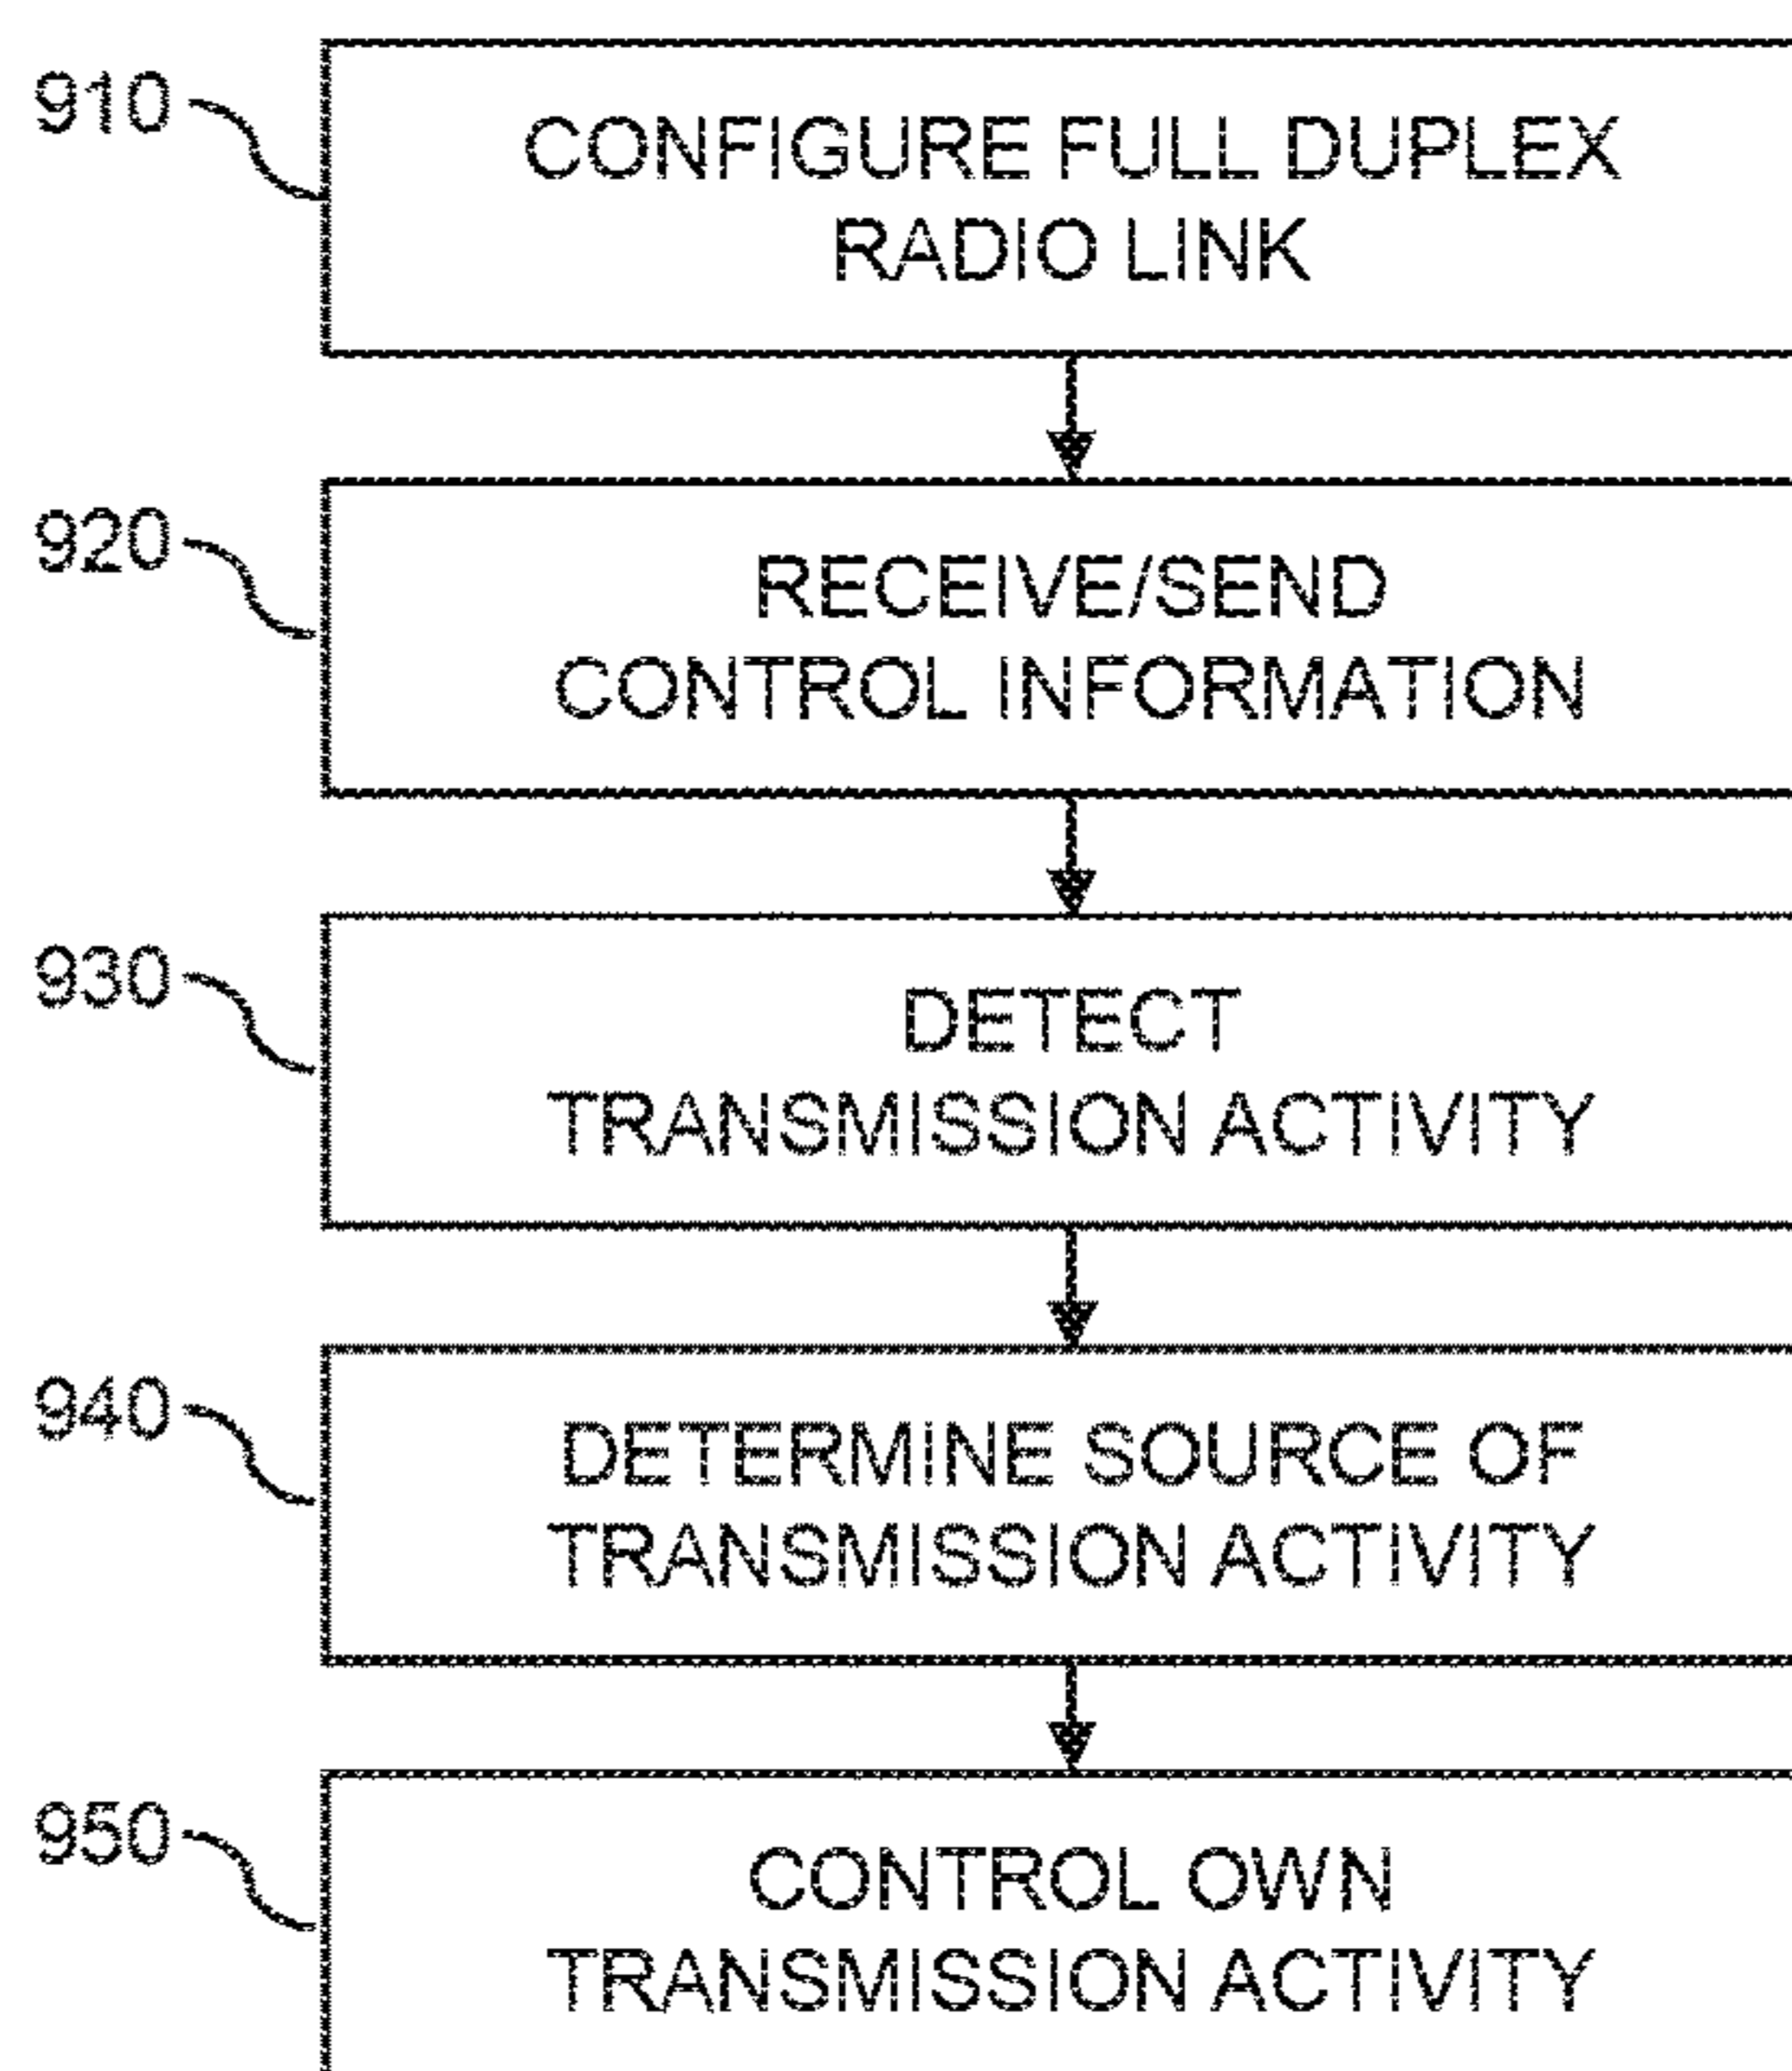 910
CONFIGURE FULL DUPLEX
RADIO LINK
920
RECEIVE/SEND
CONTROL INFORMATION
930
DETECT
TRANSMISSION ACTIVITY
940
DETERMINE SOURCE OF
TRANSMISSION ACTIVITY
950
CONTROL OWN
TRANSMISSION ACTIVITY